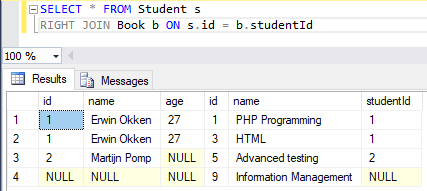 SELECT * FROM Student s
RIGHT JOIN Book b ON s.id = b.studentId
100 %
Results Messages
id name age id name studentId
1 1 Erwin Okken 27 1 PHP Programming 1
2 1 Erwin Okken 27 3 HTML 1
3 2 Martijn Pomp NULL 5 Advanced testing 2
4 NULL NULL NULL 9 Information Management NULL